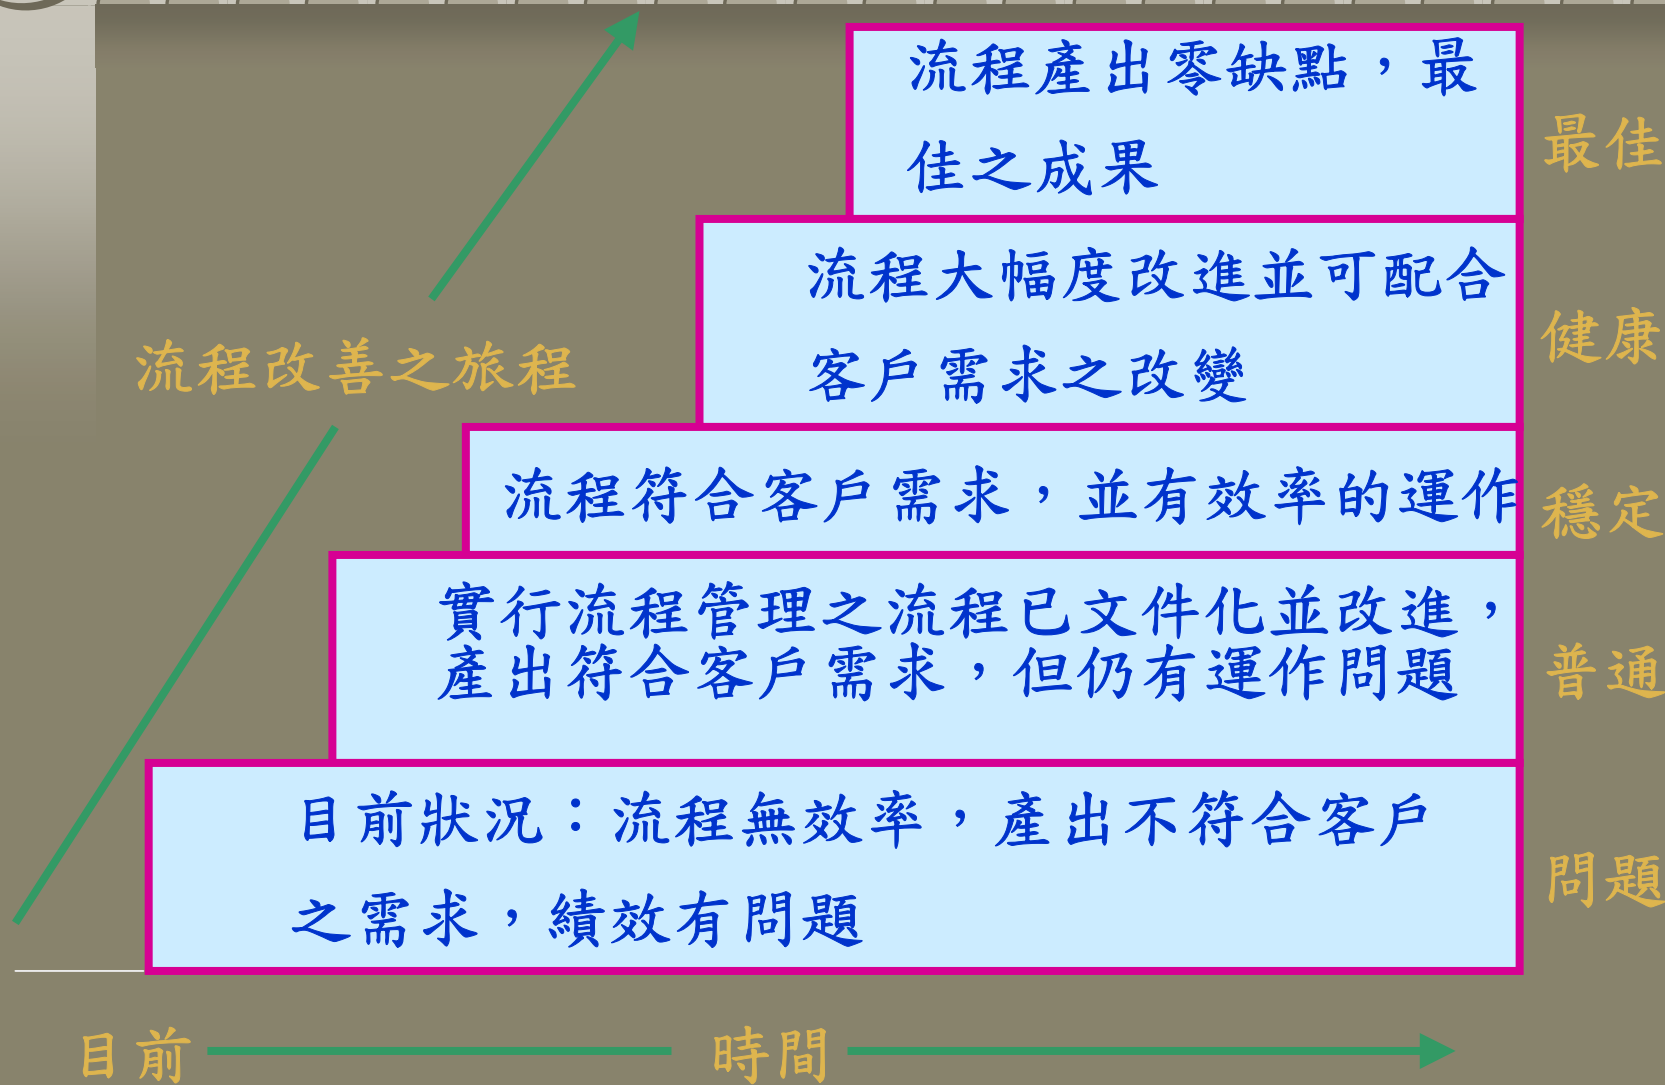 流程產出零缺點，最
佳之成果
最佳
流程大幅度改進並可配合
客戶需求之改變
健康
流程改善之旅程
流程符合客戶需求，並有效率的運作
穩定
實行流程管理之流程已文件化並改進，
產出符合客戶需求，但仍有運作問題
普通
目前狀況：流程無效率，產出不符合客戶
之需求，績效有問題
問題
目前
時間